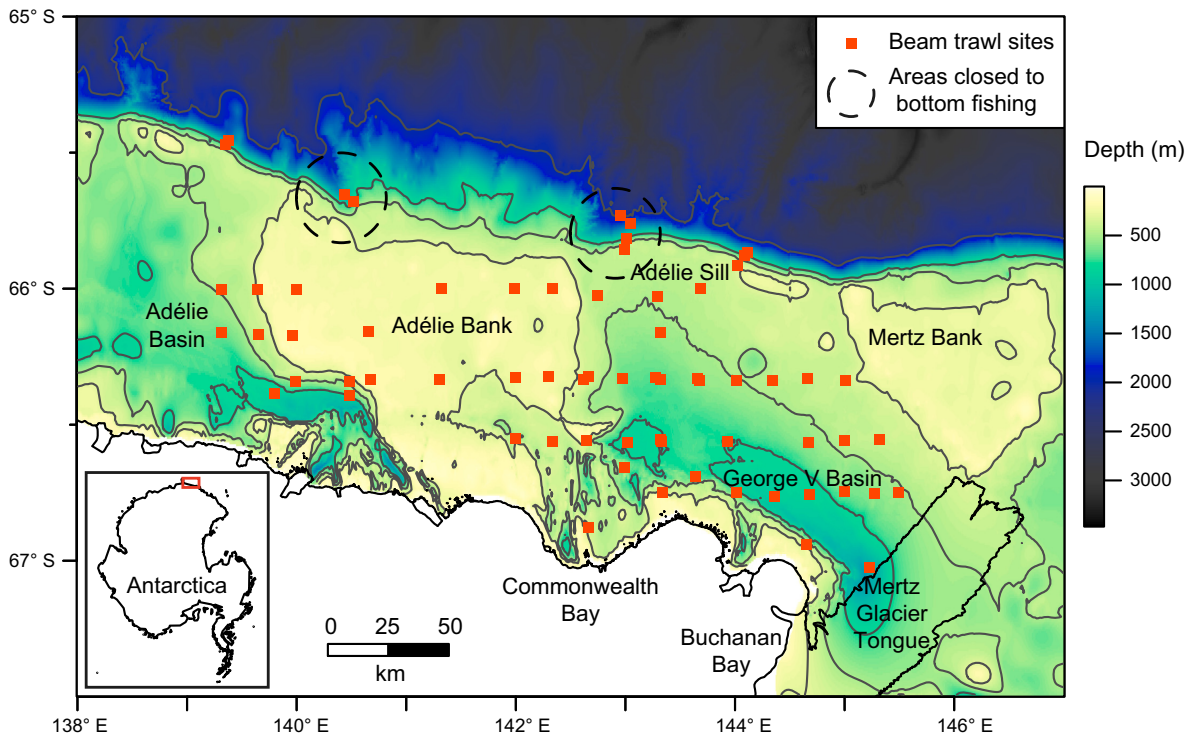 65° S
Beam trawl sites
Areas closed to
bottom fishing
Depth (m)
500
1000
1500
2000
2500
3000
Adélie Sill
66° S
Adélie
Basin
Adélie Bank
Mertz Bank
George V Basin
67° S
Antarctica
Commonwealth
Bay
Mertz
Glacier
Tongue
Buchanan
Bay
0 25 50
km
138° E 140° E 142° E 144° E 146° E